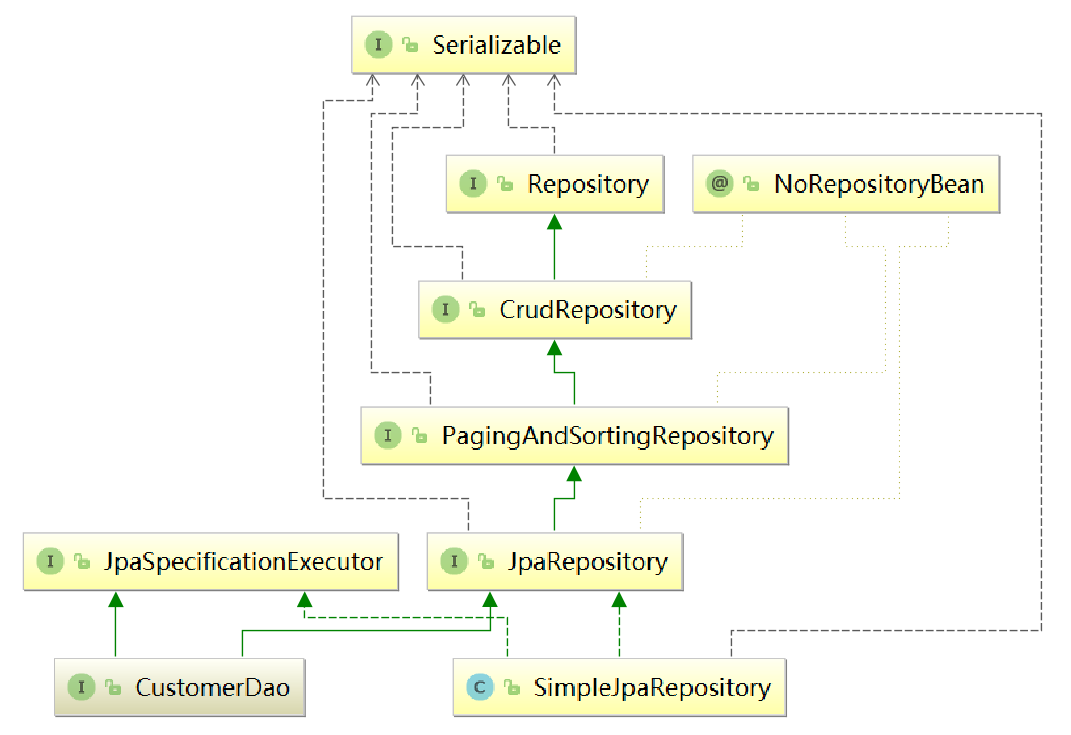 I Serializable
I Repository
@ NoRepositoryBean
I CrudRepository
I PagingAndSortingRepository
I JpaSpecificationExecutor
I JpaRepository
I CustomerDao
C SimpleJpaRepository